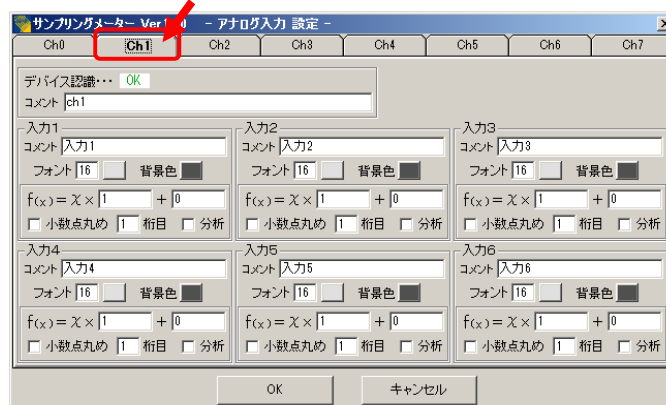 サンプリングメーター Ver1. 0 - アナログ入力 設定 -
Ch0 Ch1 Ch2 Ch3 Ch4 Ch5 Ch6 Ch7
デバイス認識・・・ OK
コメント ch1
入力1 入力2 入力3
コメント 入力1 コメント 入力2 コメント 入力3
フォント 16 背景色 フォント 16 背景色 フォント 16 背景色
f(x)=χ×1 +0 f(x)=χ×1 +0 f(x)=χ×1 +0
小数点丸め 1 桁目 分析 小数点丸め 1 桁目 分析 小数点丸め 1 桁目 分析
入力4 入力5 入力6
コメント 入力4 コメント 入力5 コメント 入力6
フォント 16 背景色 フォント 16 背景色 フォント 16 背景色
f(x)=χ×1 +0 f(x)=χ×1 +0 f(x)=χ×1 +0
小数点丸め 1 桁目 分析 小数点丸め 1 桁目 分析 小数点丸め 1 桁目 分析
OK キャンセル